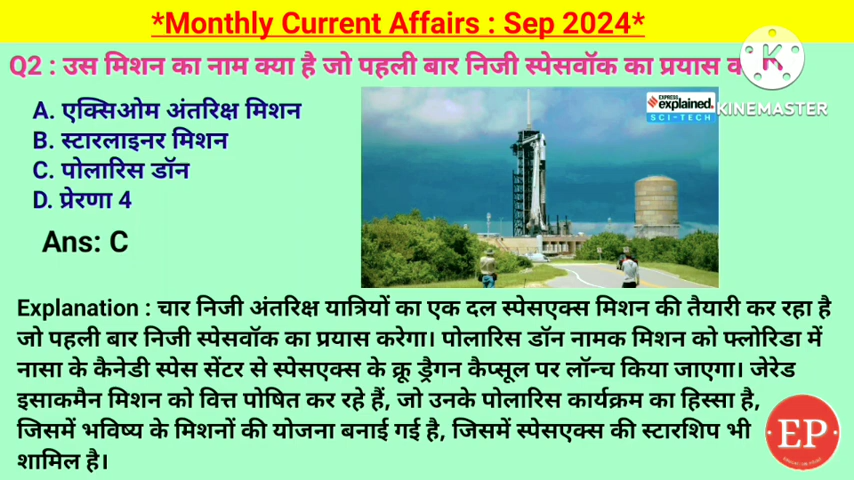 *Monthly Current Affairs : Sep 2024*
Q2 : उस मिशन का नाम क्या है जो पहली बार निजी स्पेसवॉक का प्रयास
KINEMASTER
A. एक्सिओम अंतरिक्ष मिशन
B. स्टारलाइनर मिशन
C. पोलारिस डॉन
D. प्रेरणा 4
Ans: C
EXPRESS
explained.
SCI-TECH
Explanation : चार निजी अंतरिक्ष यात्रियों का एक दल स्पेसएक्स मिशन की तैयारी कर रहा है
जो पहली बार निजी स्पेसवॉक का प्रयास करेगा। पोलारिस डॉन नामक मिशन को फ्लोरिडा में
नासा के कैनेडी स्पेस सेंटर से स्पेसएक्स के क्रू ड्रैगन कैप्सूल पर लॉन्च किया जाएगा। जेरेड
इसाकमैन मिशन को वित्त पोषित कर रहे हैं, जो उनके पोलारिस कार्यक्रम का हिस्सा है,
जिसमें भविष्य के मिशनों की योजना बनाई गई है, जिसमें स्पेसएक्स की स्टारशिप भी
शामिल है।
EP